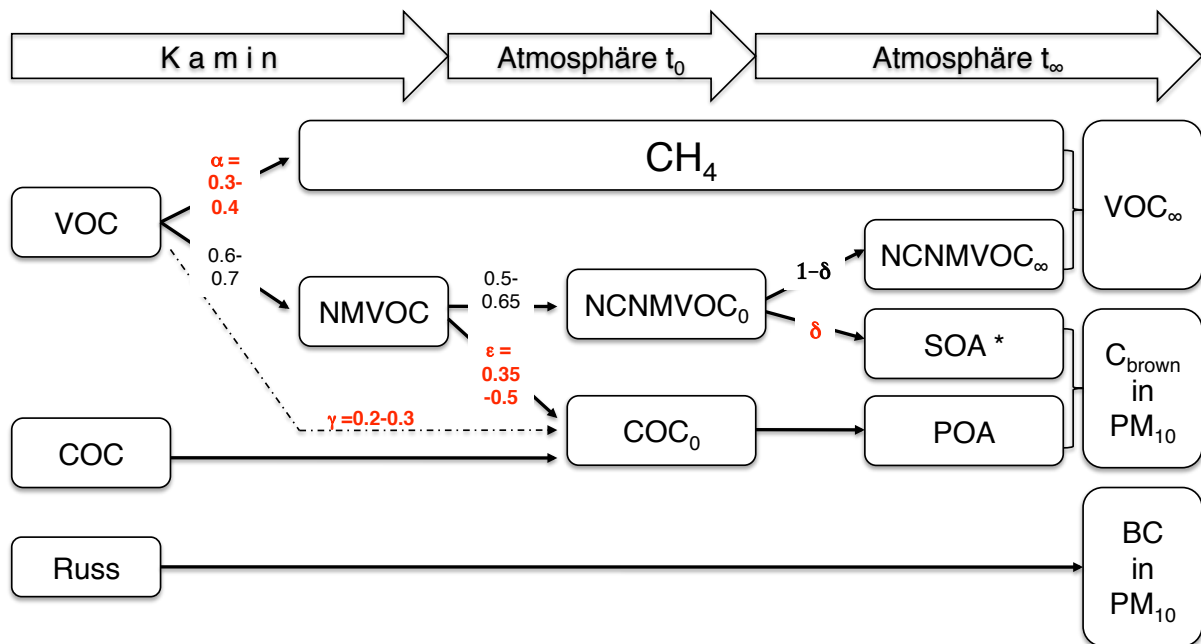 K a m i n
Atmosphäre t₀
Atmosphäre t∞
CH₄
α =
0.3-
0.4
VOC
VOC∞
0.6-
0.7
NMVOC
0.5-
0.65
NCNMVOC₀
1−δ
NCNMVOC∞
δ
SOA *
ε =
0.35
-0.5
γ =0.2-0.3
COC
COC₀
POA
C_brown
in
PM₁₀
Russ
BC
in
PM₁₀